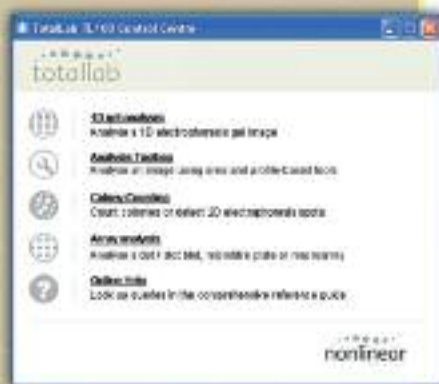 TotalLab TL100 Control Centre
totallab
1D gel analysis
Analyse a 1D electrophoresis gel image
Analysis Toolbox
Analyse an image using area and profile-based tools
Colony Counting
Count colonies or detect 2D electrophoresis spots
Array analysis
Analyse a dot / slot blot, microtitre plate or macroarray
Online Help
Look up queries in the comprehensive reference guide
nonlinear